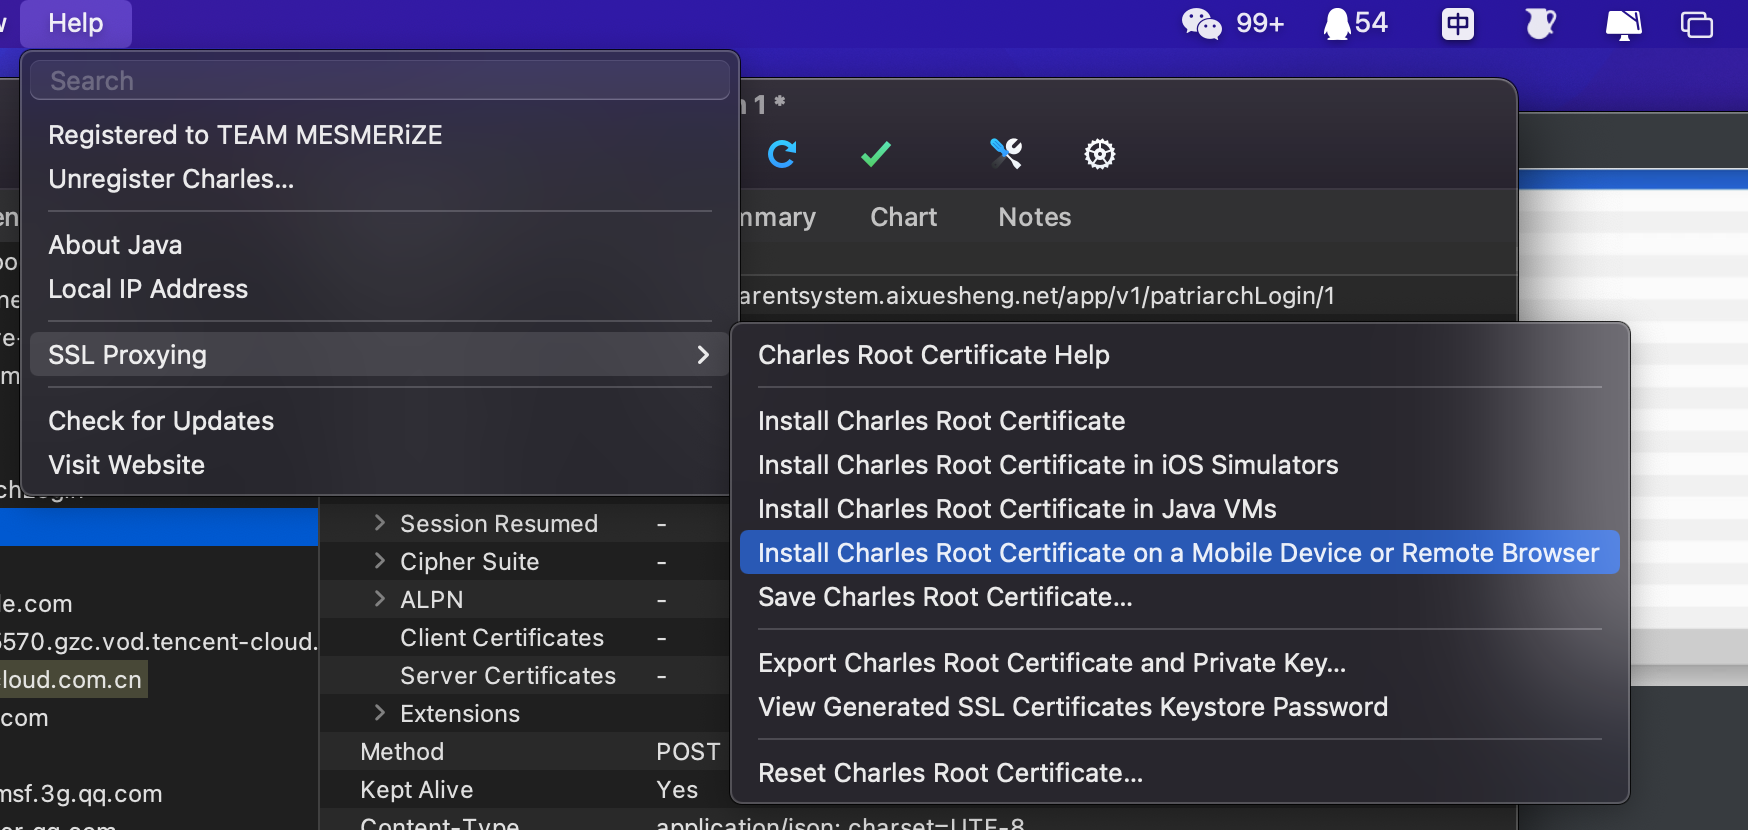 Help
99+
54
中
Search
Registered to TEAM MESMERiZE
Unregister Charles...
About Java
Local IP Address
SSL Proxying
Check for Updates
Visit Website
1 *
Chart
Notes
arentsystem.aixuesheng.net/app/v1/patriarchLogin/1
Charles Root Certificate Help
Install Charles Root Certificate
Install Charles Root Certificate in iOS Simulators
Install Charles Root Certificate in Java VMs
Install Charles Root Certificate on a Mobile Device or Remote Browser
Save Charles Root Certificate...
Export Charles Root Certificate and Private Key...
View Generated SSL Certificates Keystore Password
Reset Charles Root Certificate...
Session Resumed -
Cipher Suite -
ALPN -
Client Certificates -
Server Certificates -
Extensions
Method POST
Kept Alive Yes
Content-Type application/json; charset=UTF-8
le.com
5570.gzc.vod.tencent-cloud.
cloud.com.cn
.com
msf.3g.qq.com